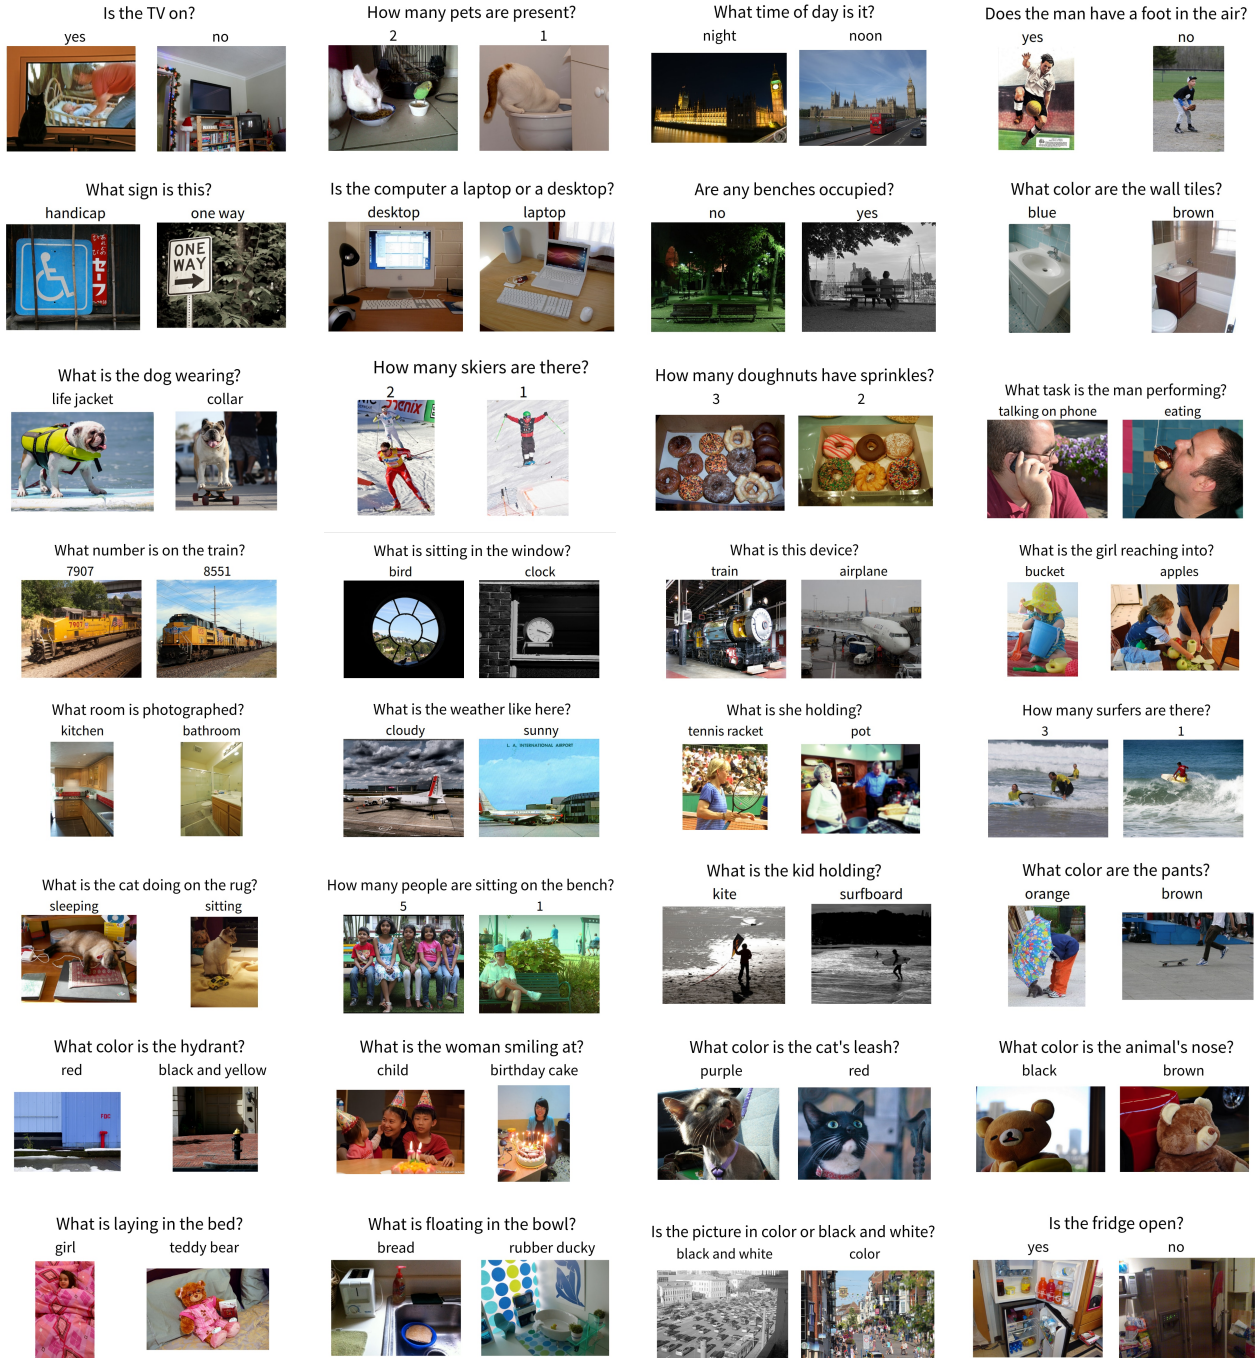 Is the TV on?
yes no
How many pets are present?
2 1
What time of day is it?
night noon
Does the man have a foot in the air?
yes no
What sign is this?
handicap one way
セーフ
ONE
WAY
Is the computer a laptop or a desktop?
desktop laptop
Are any benches occupied?
no yes
What color are the wall tiles?
blue brown
What is the dog wearing?
life jacket collar
How many skiers are there?
2 1
How many doughnuts have sprinkles?
3 2
What task is the man performing?
talking on phone eating
What number is on the train?
7907 8551
7907
What is sitting in the window?
bird clock
What is this device?
train airplane
What is the girl reaching into?
bucket apples
What room is photographed?
kitchen bathroom
What is the weather like here?
cloudy sunny
L. A. INTERNATIONAL AIRPORT
What is she holding?
tennis racket pot
How many surfers are there?
3 1
What is the cat doing on the rug?
sleeping sitting
How many people are sitting on the bench?
5 1
What is the kid holding?
kite surfboard
What color are the pants?
orange brown
What color is the hydrant?
red black and yellow
What is the woman smiling at?
child birthday cake
What color is the cat's leash?
purple red
What color is the animal's nose?
black brown
What is laying in the bed?
girl teddy bear
What is floating in the bowl?
bread rubber ducky
Is the picture in color or black and white?
black and white color
Is the fridge open?
yes no